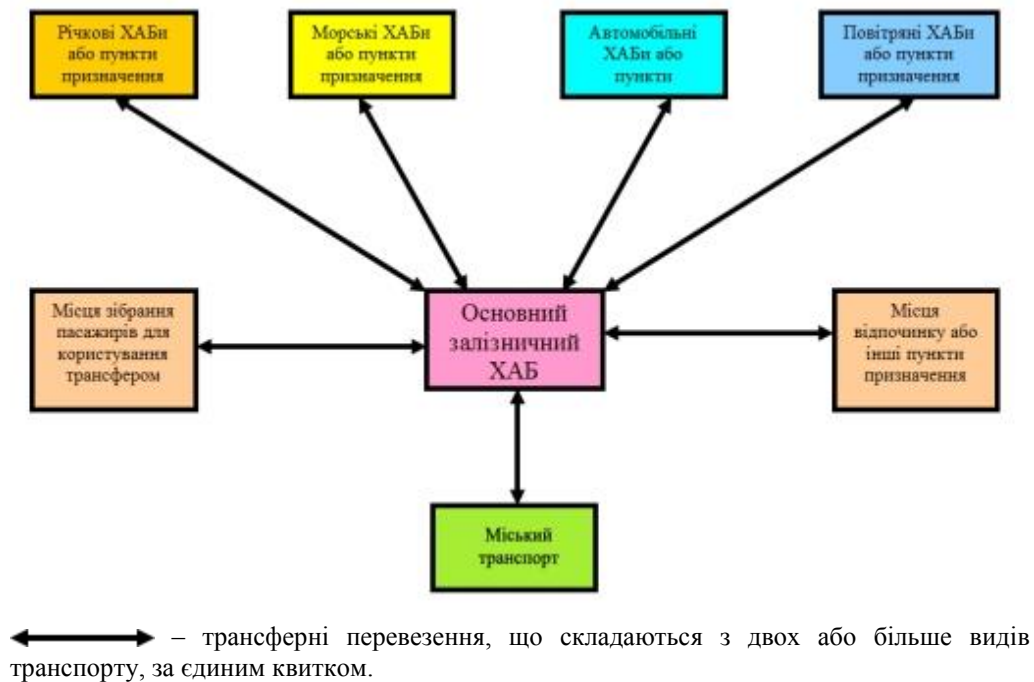 Річкові ХАБи
або пункти
призначення
Морські ХАБи
або пункти
призначення
Автомобільні
ХАБи або
пункти
Повітряні ХАБи
або пункти
призначення
Місця зібрання
пасажирів для
користування
трансфером
Основний
залізничний
ХАБ
Місця
відпочинку або
інші пункти
призначення
Міський
транспорт
– трансферні перевезення, що складаються з двох або більше видів
транспорту, за єдиним квитком.